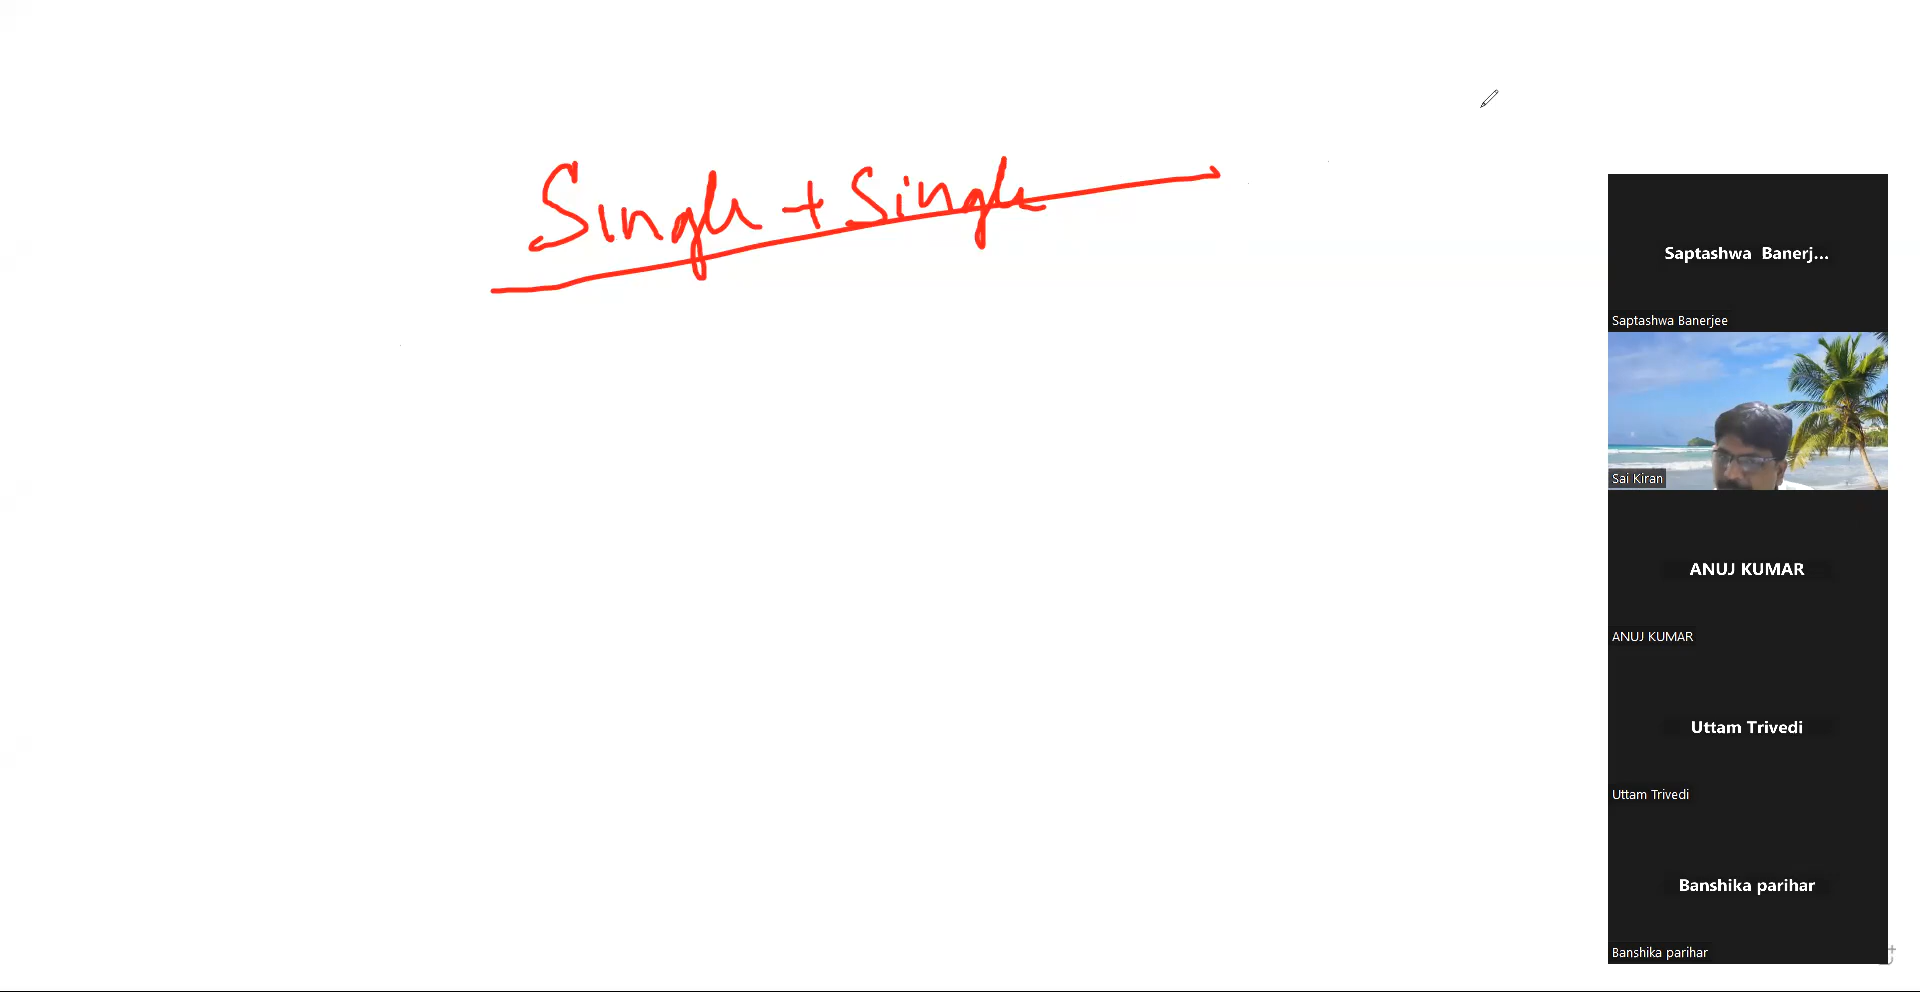 Single + Single
Saptashwa Banerj...
Saptashwa Banerjee
Sai Kiran
ANUJ KUMAR
ANUJ KUMAR
Uttam Trivedi
Uttam Trivedi
Banshika parihar
Banshika parihar